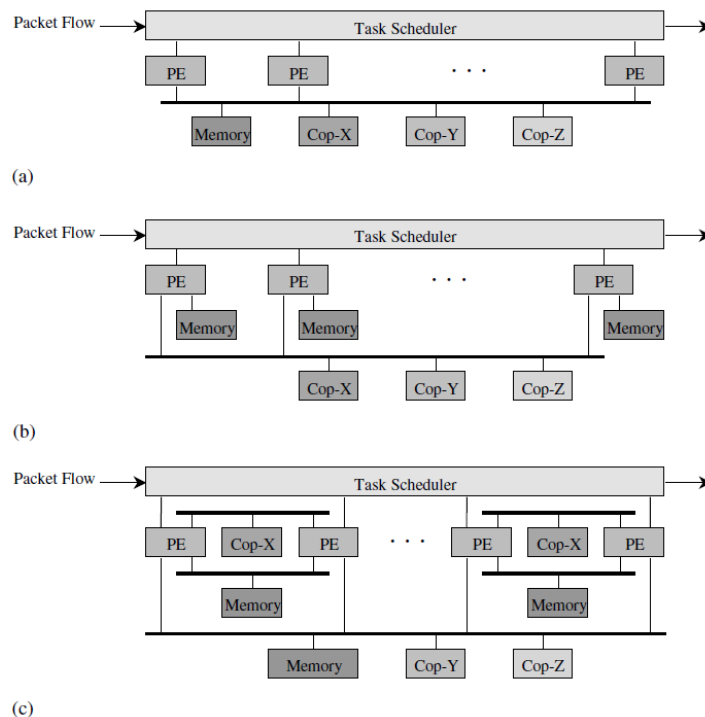 Packet Flow
Task Scheduler
PE PE . . . PE
Memory Cop-X Cop-Y Cop-Z
(a)
Packet Flow
Task Scheduler
PE PE . . . PE
Memory Memory Memory
Cop-X Cop-Y Cop-Z
(b)
Packet Flow
Task Scheduler
PE Cop-X PE . . . PE Cop-X PE
Memory Memory
Memory Cop-Y Cop-Z
(c)